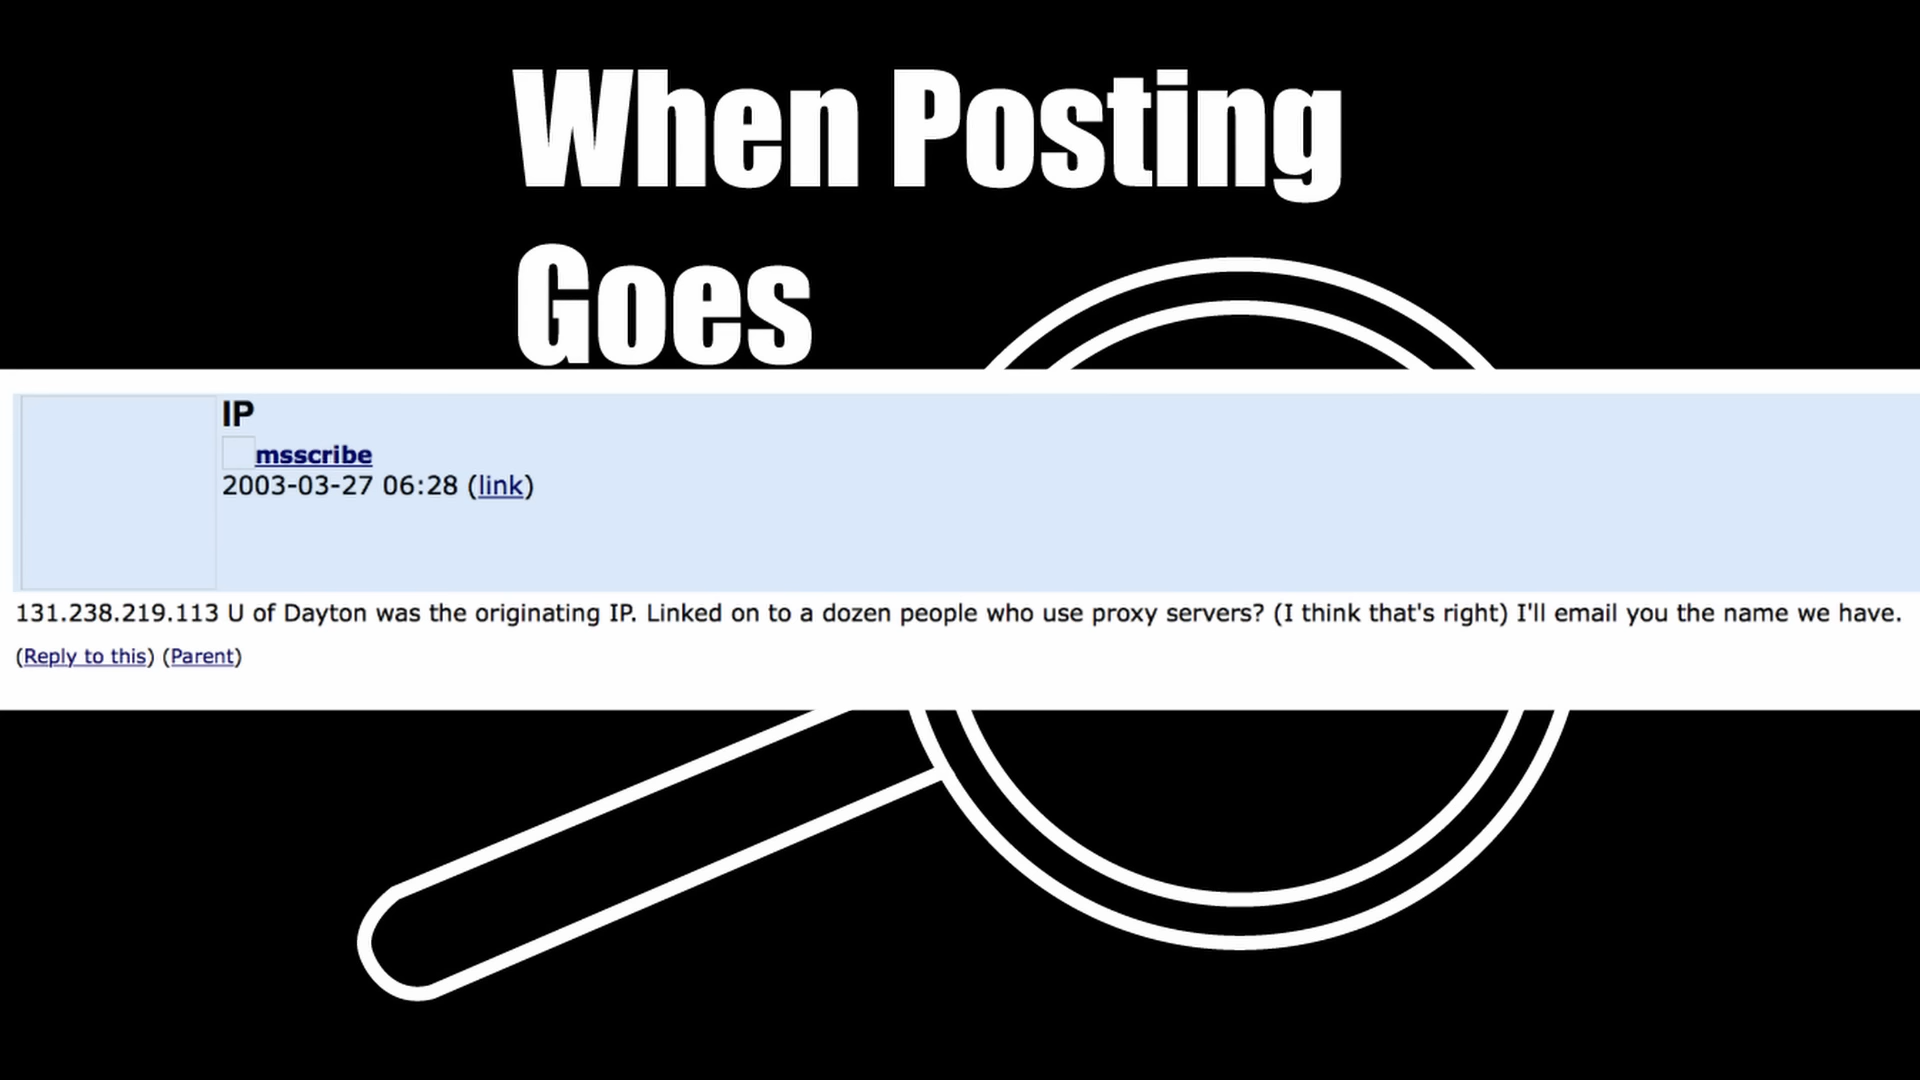 When Posting
Goes
IP
msscribe
2003-03-27 06:28 (link)
131.238.219.113 U of Dayton was the originating IP. Linked on to a dozen people who use proxy servers? (I think that's right) I'll email you the name we have.
(Reply to this) (Parent)